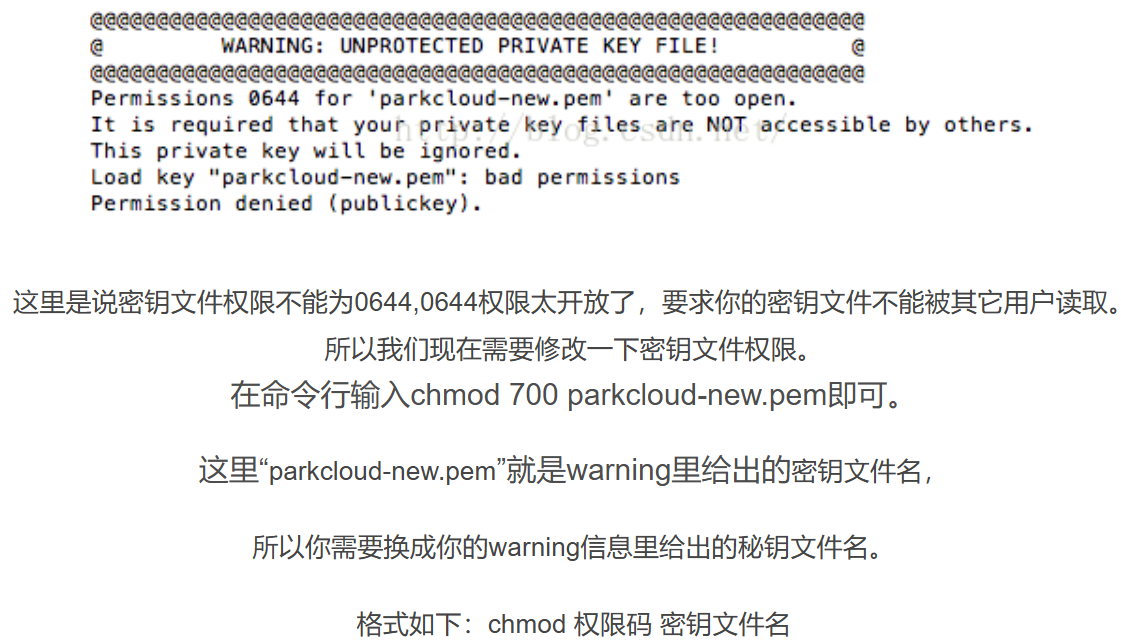 @@@@@@@@@@@@@@@@@@@@@@@@@@@@@@@@@@@@@@@@@@@@@@@@@@@@@@@@@@@
@ WARNING: UNPROTECTED PRIVATE KEY FILE! @
@@@@@@@@@@@@@@@@@@@@@@@@@@@@@@@@@@@@@@@@@@@@@@@@@@@@@@@@@@@
Permissions 0644 for 'parkcloud-new.pem' are too open.
It is required that your private key files are NOT accessible by others.
http://blog.csdn.net/
This private key will be ignored.
Load key "parkcloud-new.pem": bad permissions
Permission denied (publickey).
这里是说密钥文件权限不能为0644,0644权限太开放了，要求你的密钥文件不能被其它用户读取。
所以我们现在需要修改一下密钥文件权限。
在命令行输入chmod 700 parkcloud-new.pem即可。
这里“parkcloud-new.pem”就是warning里给出的密钥文件名，
所以你需要换成你的warning信息里给出的秘钥文件名。
格式如下：chmod 权限码 密钥文件名